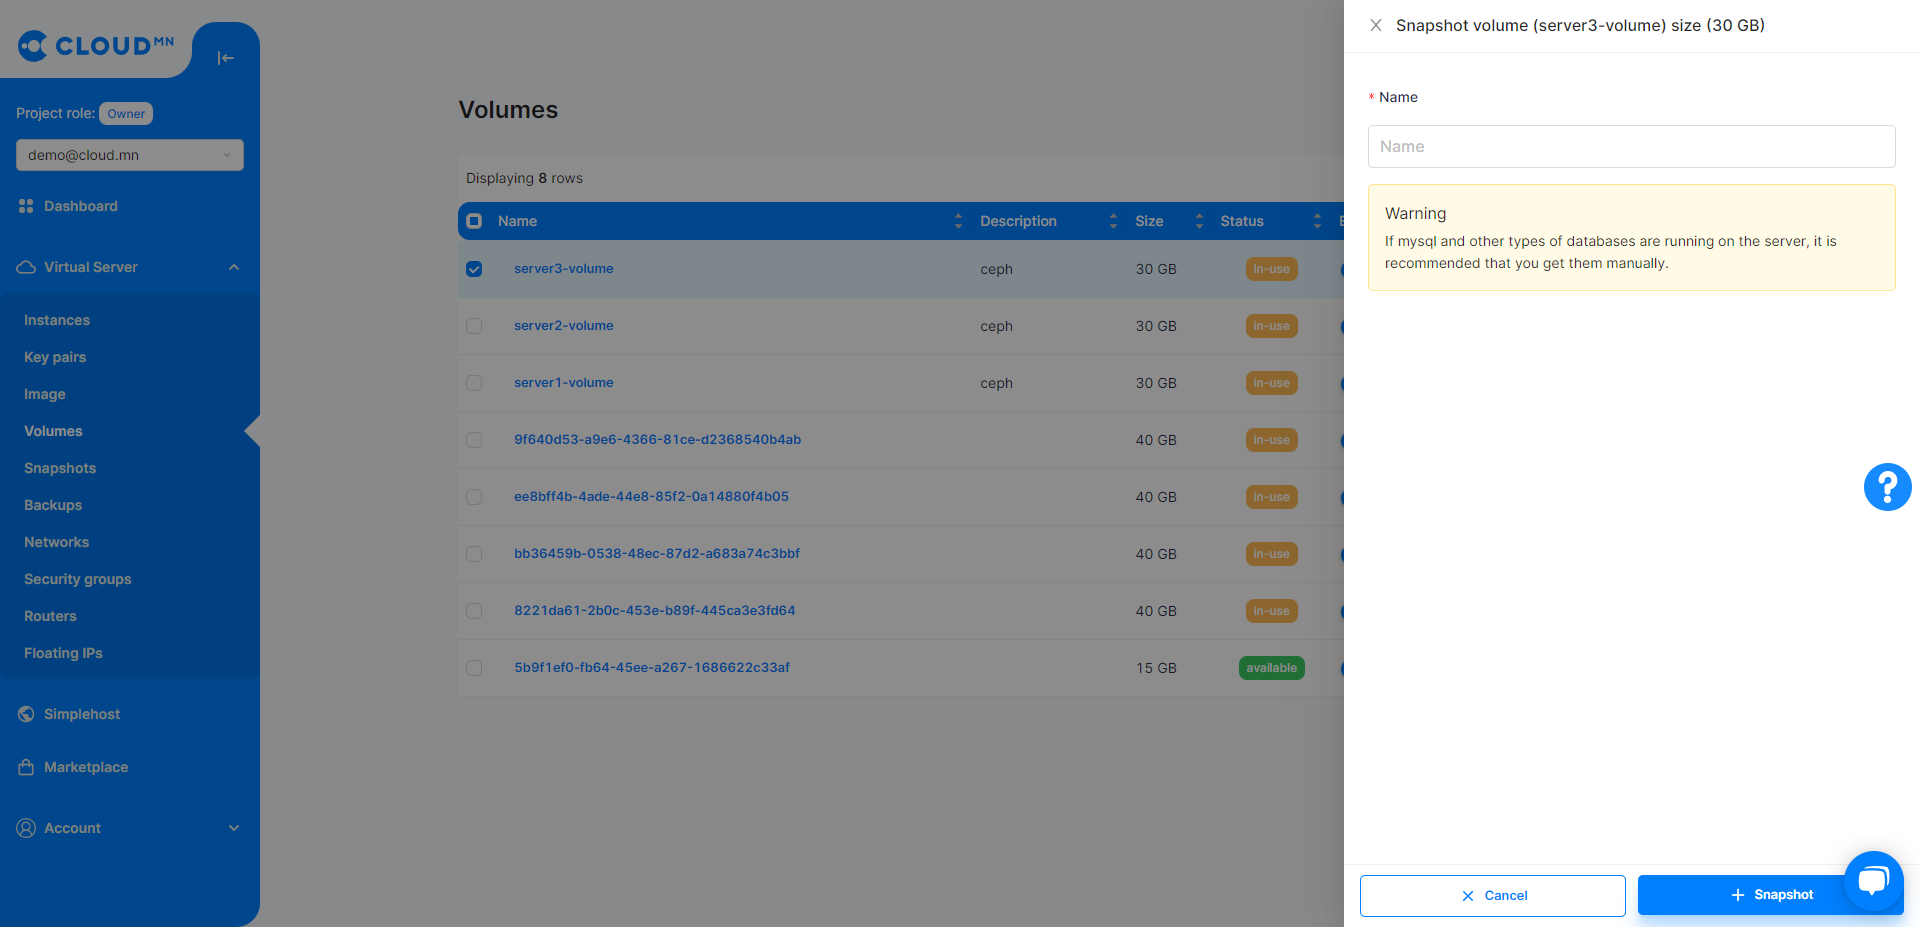 CLOUD MN
Project role: Owner
demo@cloud.mn
Dashboard
Virtual Server
Instances
Key pairs
Image
Volumes
Snapshots
Backups
Networks
Security groups
Routers
Floating IPs
Simplehost
Marketplace
Account
Volumes
Displaying 8 rows
Name Description Size Status
server3-volume ceph 30 GB in-use
server2-volume ceph 30 GB in-use
server1-volume ceph 30 GB in-use
9f640d53-a9e6-4366-81ce-d2368540b4ab 40 GB in-use
ee8bff4b-4ade-44e8-85f2-0a14880f4b05 40 GB in-use
bb36459b-0538-48ec-87d2-a683a74c3bbf 40 GB in-use
8221da61-2b0c-453e-b89f-445ca3e3fd64 40 GB in-use
5b9f1ef0-fb64-45ee-a267-1686622c33af 15 GB available
Snapshot volume (server3-volume) size (30 GB)
* Name
Name
Warning
If mysql and other types of databases are running on the server, it is
recommended that you get them manually.
?
Cancel
+ Snapshot